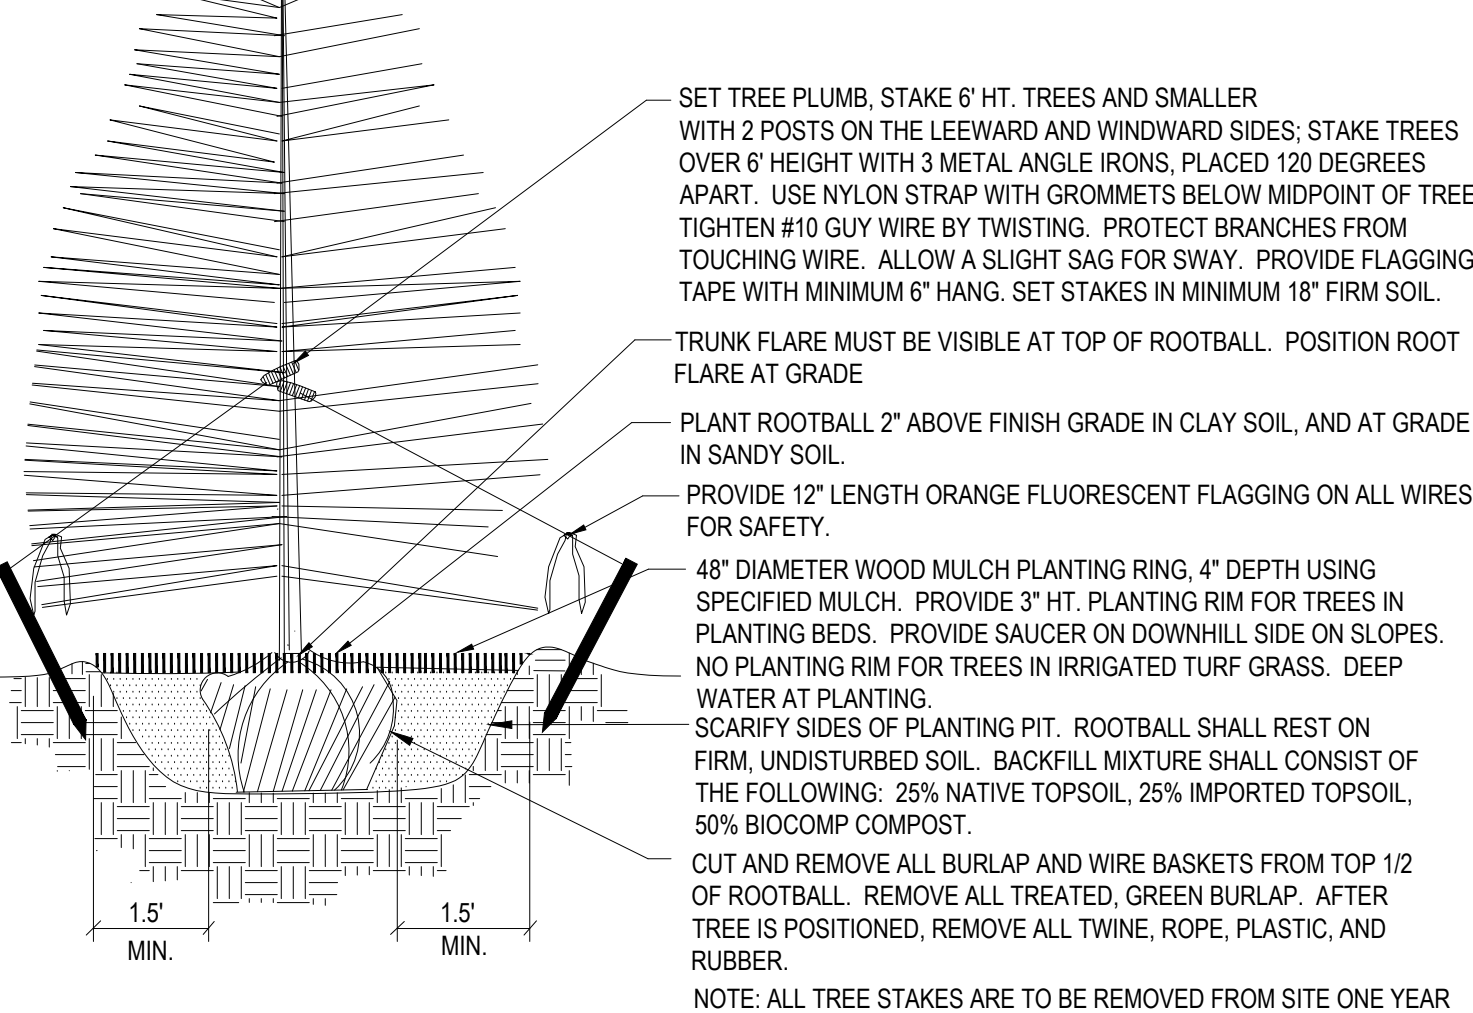 SET TREE PLUMB, STAKE 6' HT. TREES AND SMALLER
WITH 2 POSTS ON THE LEEWARD AND WINDWARD SIDES; STAKE TREES
OVER 6' HEIGHT WITH 3 METAL ANGLE IRONS, PLACED 120 DEGREES
APART. USE NYLON STRAP WITH GROMMETS BELOW MIDPOINT OF TREE
TIGHTEN #10 GUY WIRE BY TWISTING. PROTECT BRANCHES FROM
TOUCHING WIRE. ALLOW A SLIGHT SAG FOR SWAY. PROVIDE FLAGGING
TAPE WITH MINIMUM 6" HANG. SET STAKES IN MINIMUM 18" FIRM SOIL.
TRUNK FLARE MUST BE VISIBLE AT TOP OF ROOTBALL. POSITION ROOT
FLARE AT GRADE
PLANT ROOTBALL 2" ABOVE FINISH GRADE IN CLAY SOIL, AND AT GRADE
IN SANDY SOIL.
PROVIDE 12" LENGTH ORANGE FLUORESCENT FLAGGING ON ALL WIRES
FOR SAFETY.
48" DIAMETER WOOD MULCH PLANTING RING, 4" DEPTH USING
SPECIFIED MULCH. PROVIDE 3" HT. PLANTING RIM FOR TREES IN
PLANTING BEDS. PROVIDE SAUCER ON DOWNHILL SIDE ON SLOPES.
NO PLANTING RIM FOR TREES IN IRRIGATED TURF GRASS. DEEP
WATER AT PLANTING.
SCARIFY SIDES OF PLANTING PIT. ROOTBALL SHALL REST ON
FIRM, UNDISTURBED SOIL. BACKFILL MIXTURE SHALL CONSIST OF
THE FOLLOWING: 25% NATIVE TOPSOIL, 25% IMPORTED TOPSOIL,
50% BIOCOMP COMPOST.
CUT AND REMOVE ALL BURLAP AND WIRE BASKETS FROM TOP 1/2
OF ROOTBALL. REMOVE ALL TREATED, GREEN BURLAP. AFTER
TREE IS POSITIONED, REMOVE ALL TWINE, ROPE, PLASTIC, AND
RUBBER.
NOTE: ALL TREE STAKES ARE TO BE REMOVED FROM SITE ONE YEAR
1.5'
MIN.
1.5'
MIN.